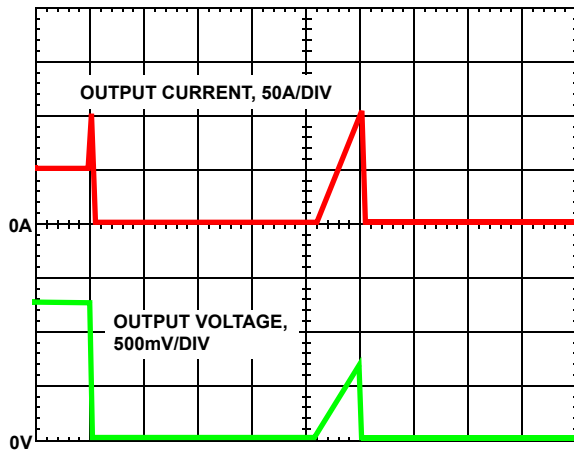 OUTPUT CURRENT, 50A/DIV
0A
OUTPUT VOLTAGE,
500mV/DIV
0V